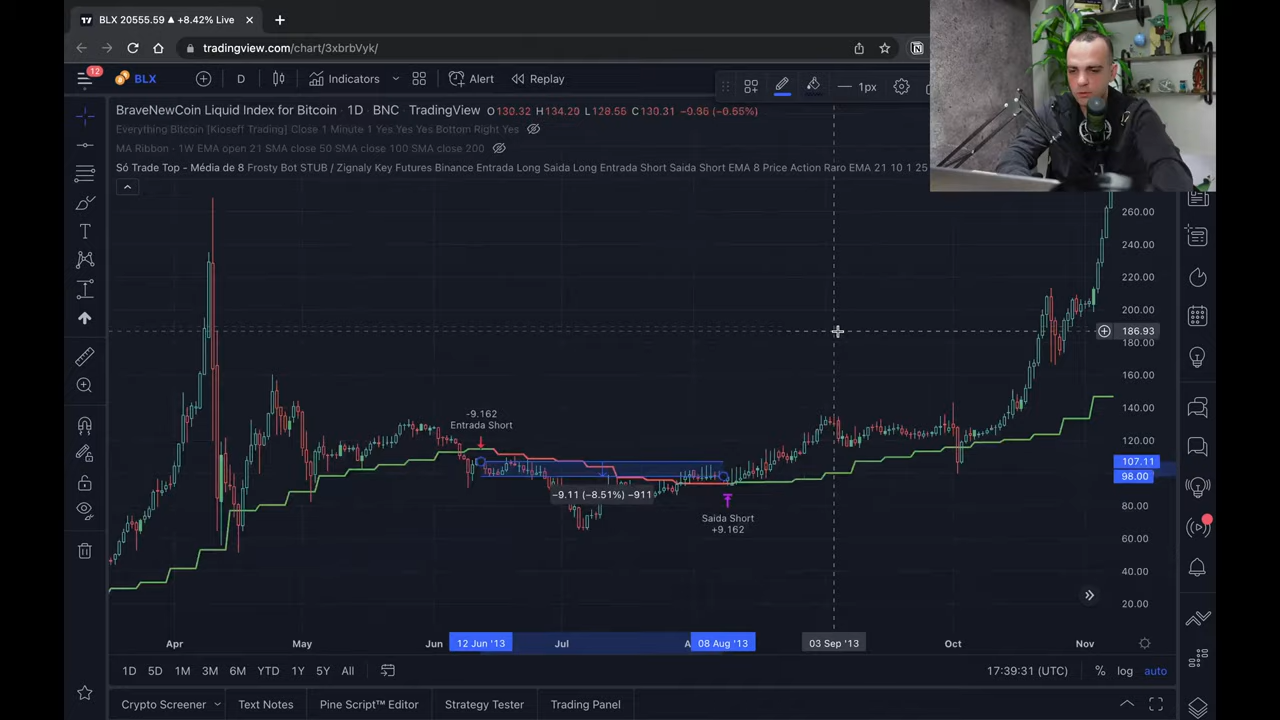 BLX 20555.59 ▲ +8.42% Live
tradingview.com/chart/3xbrbVyk/
12
BLX
D
Indicators
Alert
Replay
1px
BraveNewCoin Liquid Index for Bitcoin · 1D · BNC · TradingView O130.32 H134.20 L128.55 C130.31 −0.86 (−0.65%)
Everything Bitcoin [Kioseff Trading] Close 1 Minute 1 Yes Yes Yes Bottom Right Yes
MA Ribbon · 1W EMA open 21 SMA close 50 SMA close 100 SMA close 200
Só Trade Top - Média de 8 Frosty Bot STUB / Zignaly Key Futures Binance Entrada Long Saida Long Entrada Short Saida Short EMA 8 Price Action Raro EMA 21 10 1 25
260.00
240.00
220.00
200.00
186.93
180.00
160.00
140.00
120.00
107.11
98.00
80.00
60.00
40.00
20.00
-9.162
Entrada Short
−9.11 (−8.51%) −911
Saida Short
+9.162
Apr
May
Jun
12 Jun '13
Jul
08 Aug '13
03 Sep '13
Oct
Nov
1D 5D 1M 3M 6M YTD 1Y 5Y All
17:39:31 (UTC)
% log auto
Crypto Screener
Text Notes
Pine Script™ Editor
Strategy Tester
Trading Panel